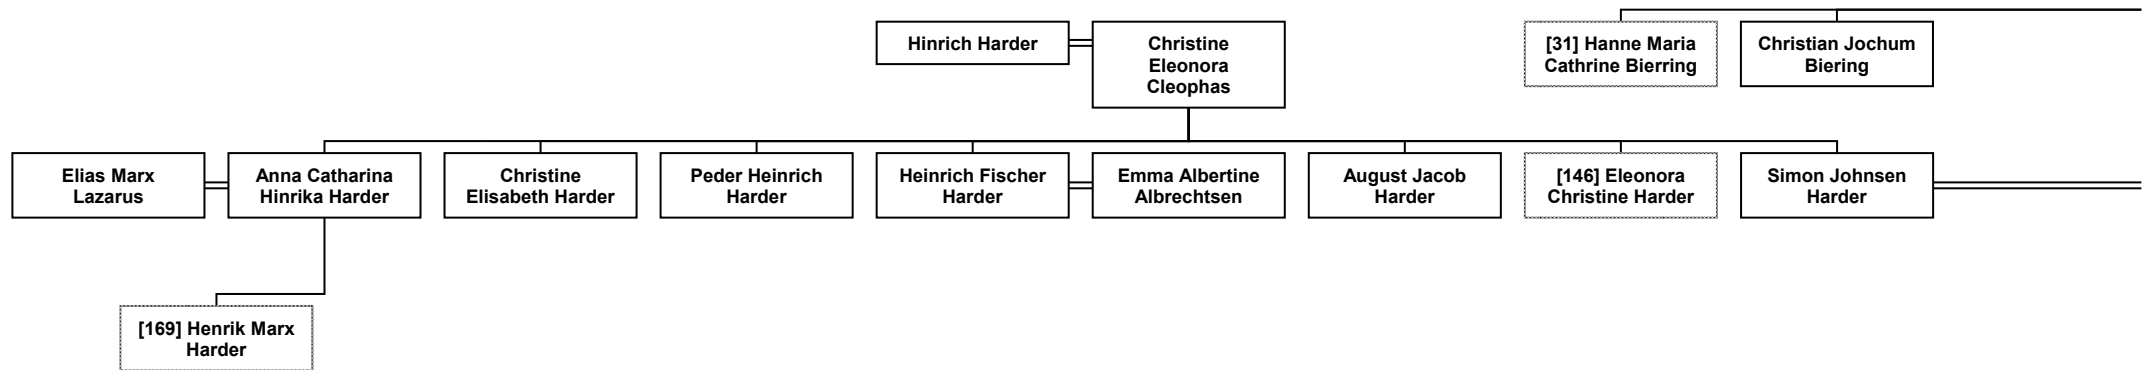 Hinrich Harder
Christine
Eleonora
Cleophas
[31] Hanne Maria
Cathrine Bierring
Christian Jochum
Biering
Elias Marx
Lazarus
Anna Catharina
Hinrika Harder
Christine
Elisabeth Harder
Peder Heinrich
Harder
Heinrich Fischer
Harder
Emma Albertine
Albrechtsen
August Jacob
Harder
[146] Eleonora
Christine Harder
Simon Johnsen
Harder
[169] Henrik Marx
Harder